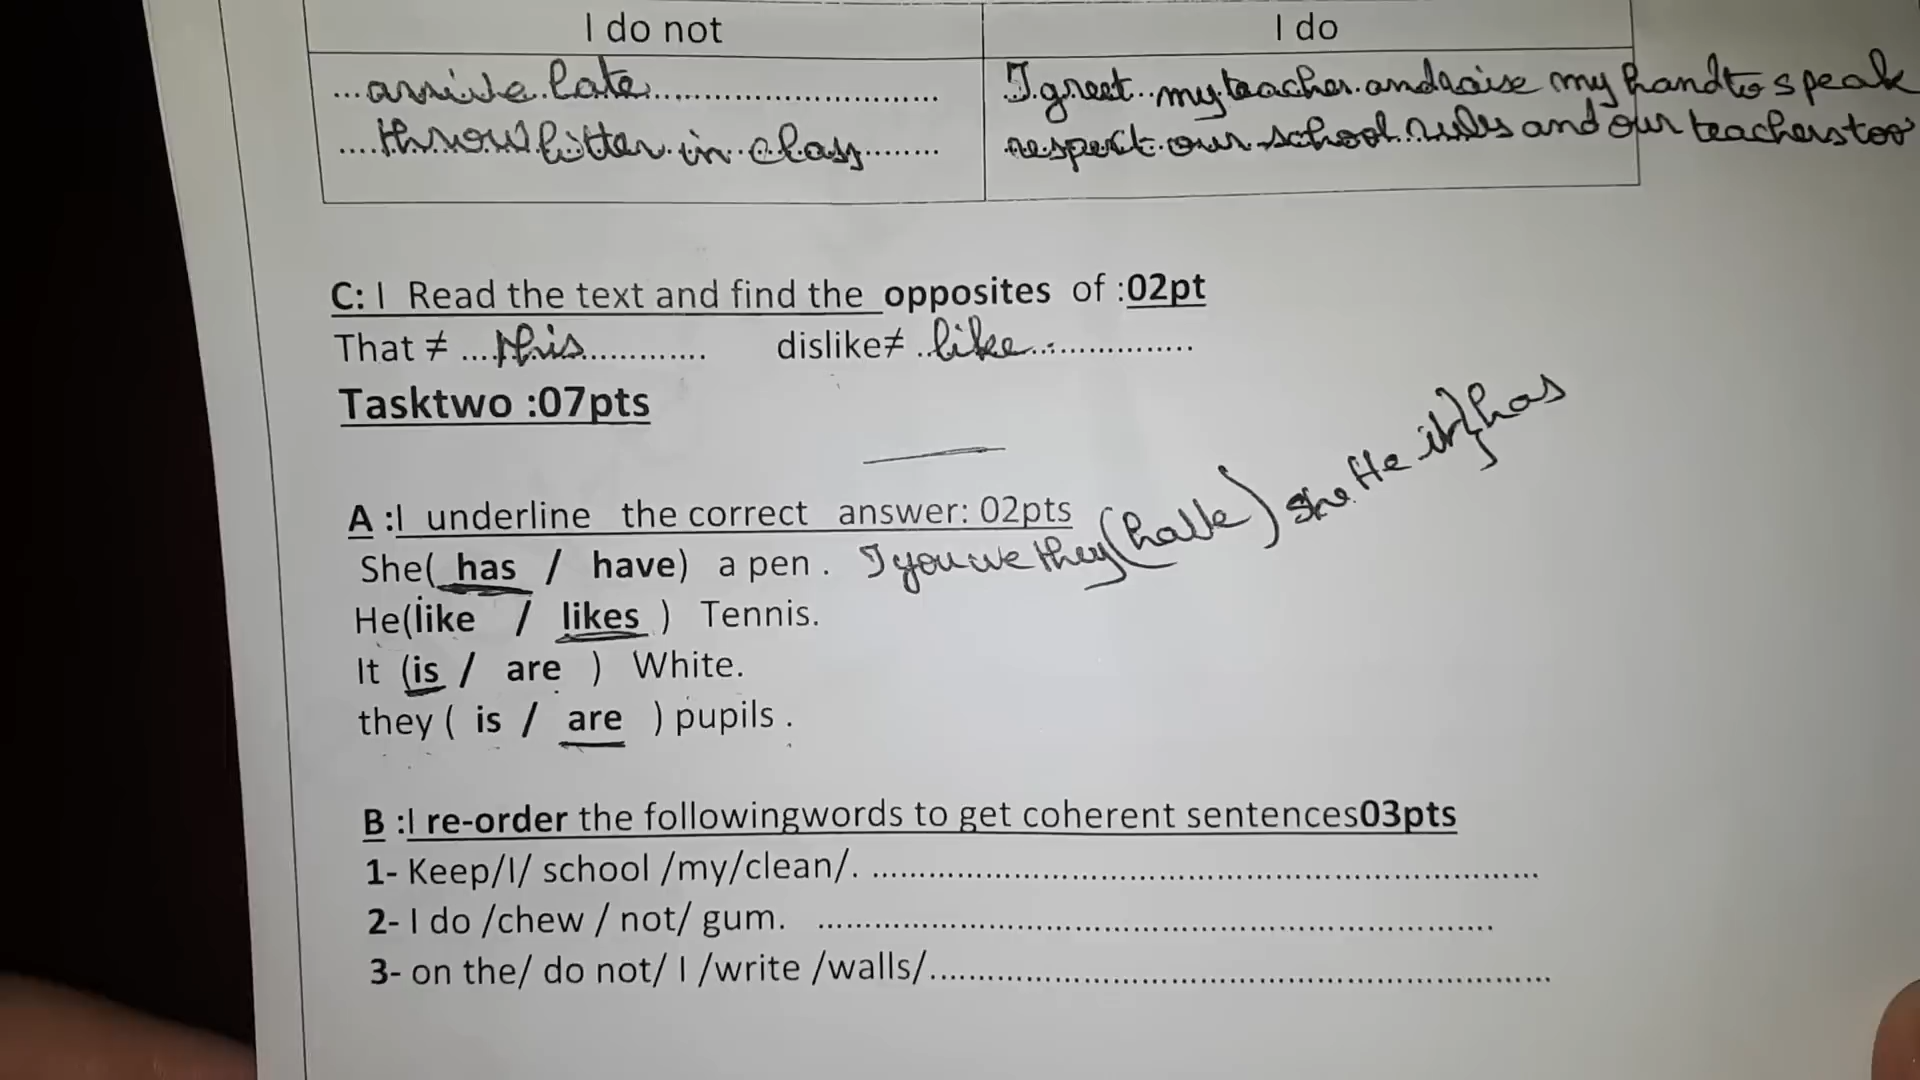 I do not
I do
...arrive late...
I greet my teacher and raise my hand to speak
....throw litter in class...
respect our school rules and our teachers too
C: I Read the text and find the opposites of :02pt
That ≠ ....this............. dislike≠ ..like................
Tasktwo :07pts
A :I underline the correct answer: 02pts
She( has / have) a pen . I you we they (have) she He it} has
He(like / likes ) Tennis.
It (is / are ) White.
they ( is / are ) pupils .
B :I re-order the followingwords to get coherent sentences03pts
1- Keep/I/ school /my/clean/. ..........................................................
2- I do /chew / not/ gum. ..........................................................
3- on the/ do not/ I /write /walls/..........................................................